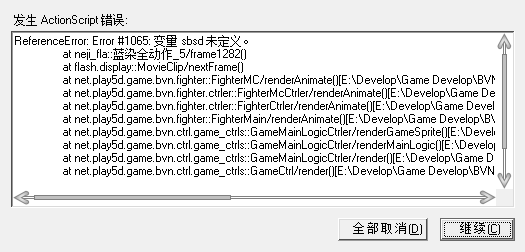 发生 ActionScript 错误:
ReferenceError: Error #1065: 变量 sbsd 未定义。
at neji_fla::蓝染全动作_5/frame1282()
at flash.display::MovieClip/nextFrame()
at net.play5d.game.bvn.fighter::FighterMC/renderAnimate()[E:\Develop\Game Develop\BVN
at net.play5d.game.bvn.fighter.ctrler::FighterMcCtrler/renderAnimate()[E:\Develop\Game De
at net.play5d.game.bvn.fighter.ctrler::FighterCtrler/renderAnimate()[E:\Develop\Game Devel
at net.play5d.game.bvn.fighter::FighterMain/renderAnimate()[E:\Develop\Game Develop\BVN
at net.play5d.game.bvn.ctrl.game_ctrls::GameMainLogicCtrler/renderGameSprite()[E:\Develo
at net.play5d.game.bvn.ctrl.game_ctrls::GameMainLogicCtrler/renderMainLogic()[E:\Develop
at net.play5d.game.bvn.ctrl.game_ctrls::GameMainLogicCtrler/render()[E:\Develop\Game D
at net.play5d.game.bvn.ctrl.game_ctrls::GameCtrl/render()[E:\Develop\Game Develop\BVN
全部取消(D) 继续(C)